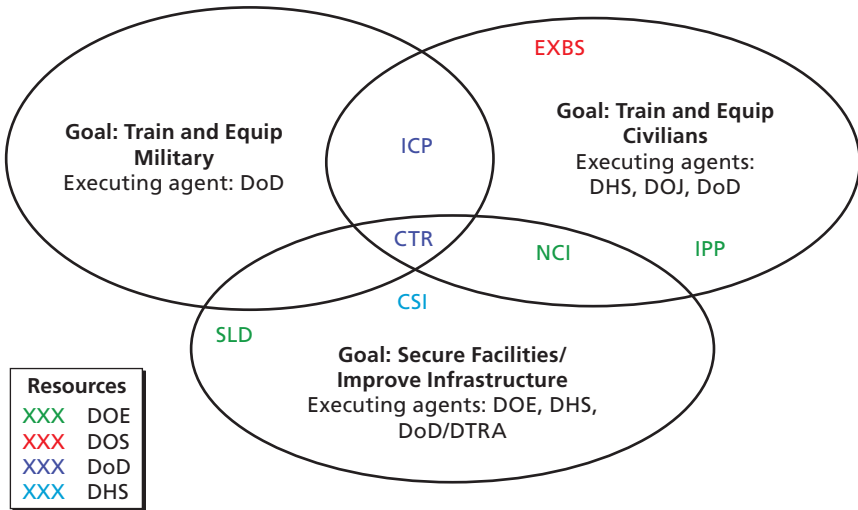 EXBS
Goal: Train and Equip
Military
Executing agent: DoD
ICP
Goal: Train and Equip
Civilians
Executing agents:
DHS, DOJ, DoD
CTR
NCI
IPP
CSI
SLD
Goal: Secure Facilities/
Improve Infrastructure
Executing agents: DOE, DHS,
DoD/DTRA
Resources
XXX DOE
XXX DOS
XXX DoD
XXX DHS